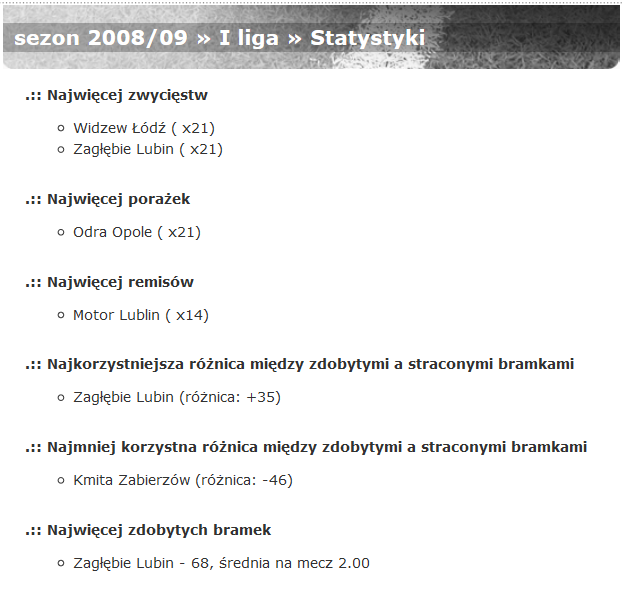 sezon 2008/09 » I liga » Statystyki
.:: Najwięcej zwycięstw
Widzew Łódź ( x21)
Zagłębie Lubin ( x21)
.:: Najwięcej porażek
Odra Opole ( x21)
.:: Najwięcej remisów
Motor Lublin ( x14)
.:: Najkorzystniejsza różnica między zdobytymi a straconymi bramkami
Zagłębie Lubin (różnica: +35)
.:: Najmniej korzystna różnica między zdobytymi a straconymi bramkami
Kmita Zabierzów (różnica: -46)
.:: Najwięcej zdobytych bramek
Zagłębie Lubin - 68, średnia na mecz 2.00